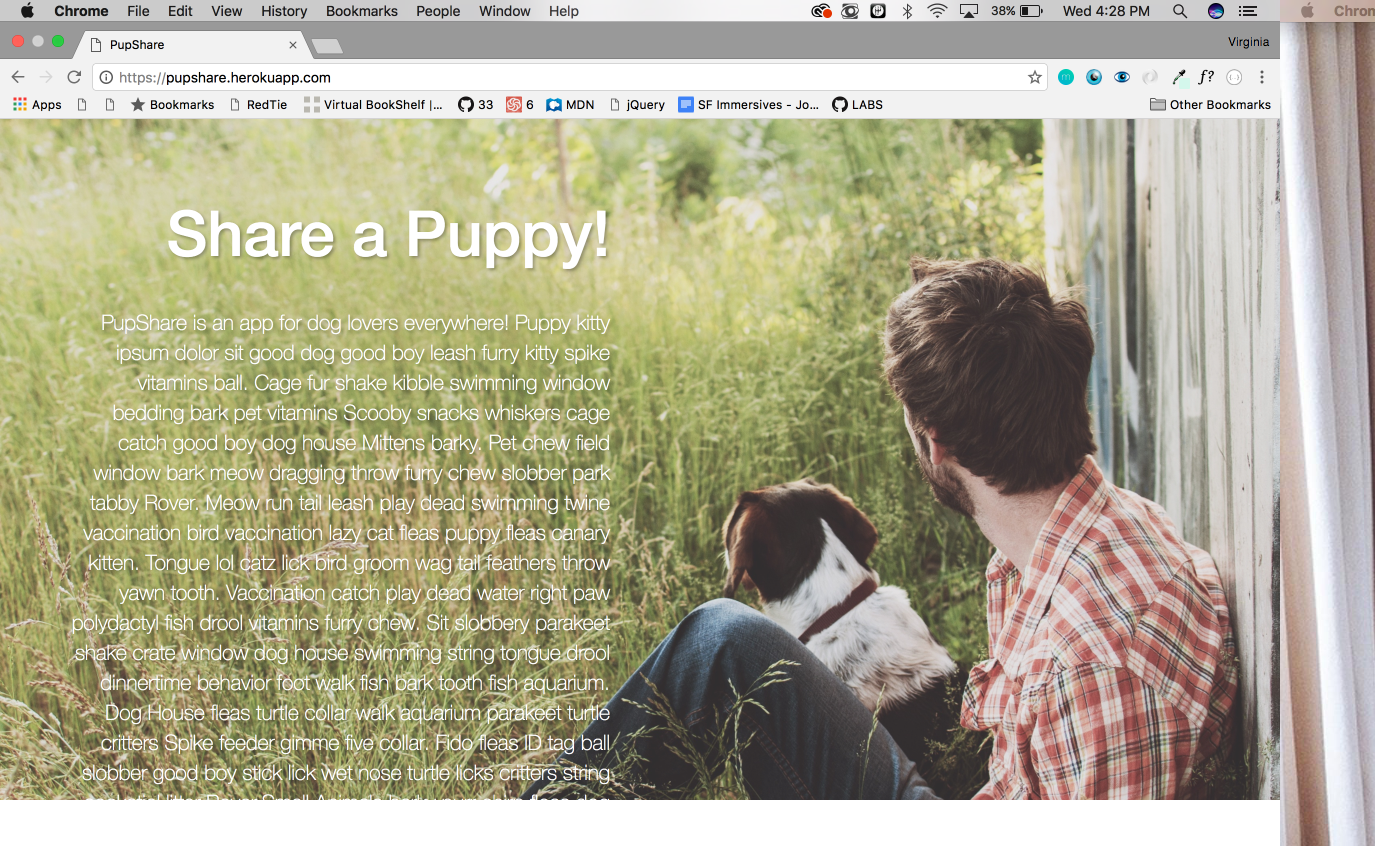 Chrome File Edit View History Bookmarks People Window Help 38% Wed 4:28 PM Chron
PupShare Virginia
https://pupshare.herokuapp.com f?
Apps Bookmarks RedTie Virtual BookShelf |... 33 6 MDN jQuery SF Immersives - Jo... LABS Other Bookmarks
Share a Puppy!
PupShare is an app for dog lovers everywhere! Puppy kitty
ipsum dolor sit good dog good boy leash furry kitty spike
vitamins ball. Cage fur shake kibble swimming window
bedding bark pet vitamins Scooby snacks whiskers cage
catch good boy dog house Mittens barky. Pet chew field
window bark meow dragging throw furry chew slobber park
tabby Rover. Meow run tail leash play dead swimming twine
vaccination bird vaccination lazy cat fleas puppy fleas canary
kitten. Tongue lol catz lick bird groom wag tail feathers throw
yawn tooth. Vaccination catch play dead water right paw
polydactyl fish drool vitamins furry chew. Sit slobbery parakeet
shake crate window dog house swimming string tongue drool
dinnertime behavior foot walk fish bark tooth fish aquarium.
Dog House fleas turtle collar walk aquarium parakeet turtle
critters Spike feeder gimme five collar. Fido fleas ID tag ball
slobber good boy stick lick wet nose turtle licks critters string